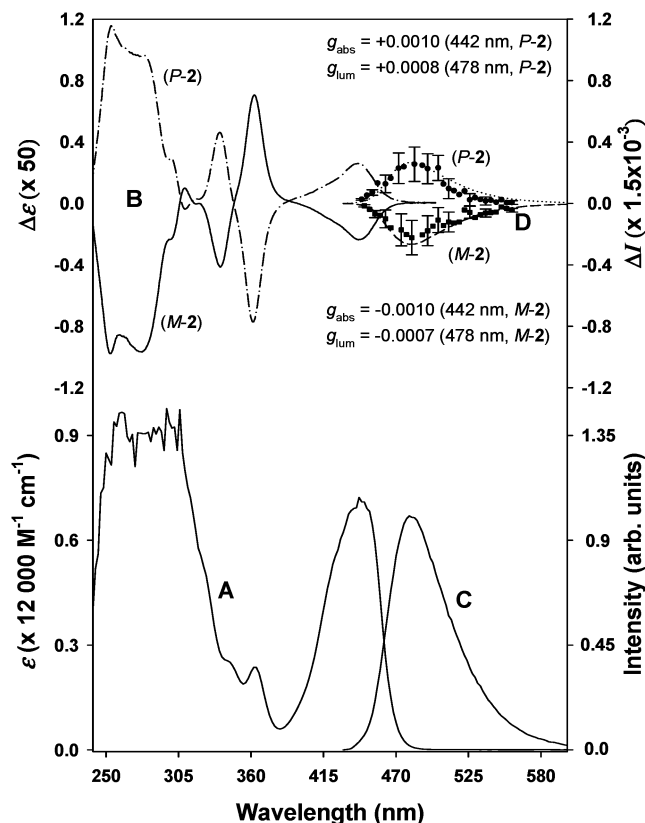 1.2
0.8
0.4
0.0
-0.4
-0.8
-1.2
Δε (x 50)
g_abs = +0.0010 (442 nm, P-2)
g_lum = +0.0008 (478 nm, P-2)
(P-2)
B
(M-2)
(P-2)
(M-2)
D
g_abs = -0.0010 (442 nm, M-2)
g_lum = -0.0007 (478 nm, M-2)
1.2
0.8
0.4
0.0
-0.4
-0.8
-1.2
ΔI (x 1.5x10⁻³)
0.9
0.6
0.3
0.0
ε (x 12 000 M⁻¹ cm⁻¹)
A
C
1.35
0.9
0.45
0.0
Intensity (arb. units)
250 305 360 415 470 525 580
Wavelength (nm)